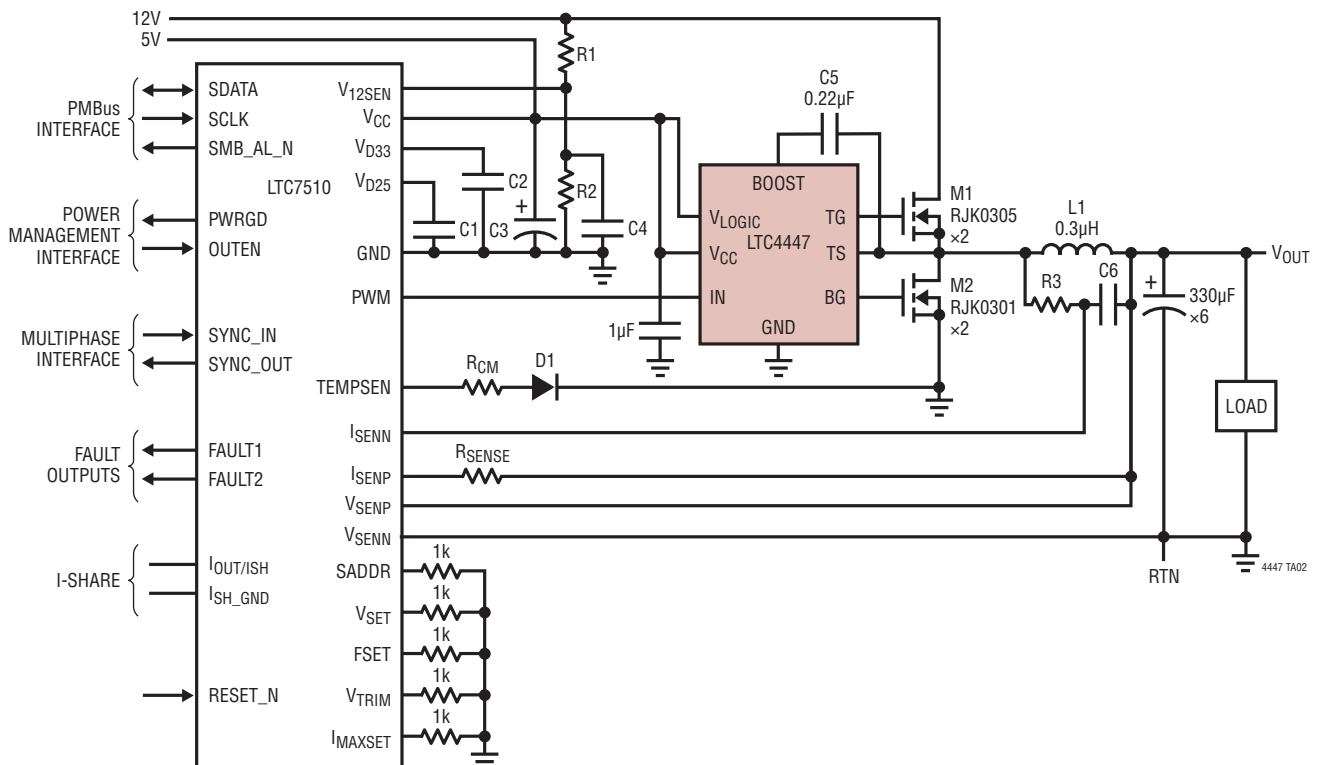 12V
5V
R1
PMBus
INTERFACE
SDATA
SCLK
SMB_AL_N
LTC7510
POWER
MANAGEMENT
INTERFACE
PWRGD
OUTEN
MULTIPHASE
INTERFACE
SYNC_IN
SYNC_OUT
FAULT
OUTPUTS
FAULT1
FAULT2
I-SHARE
IOUT/ISH
ISH_GND
RESET_N
V12SEN
VCC
VD33
VD25
GND
PWM
TEMPSEN
ISENN
ISENP
VSENP
VSENN
SADDR
VSET
FSET
VTRIM
IMAXSET
1k
1k
1k
1k
1k
C1
C2
+
C3
R2
C4
1µF
RCM
D1
RSENSE
C5
0.22µF
BOOST
VLOGIC
LTC4447
VCC
IN
GND
TG
TS
BG
M1
RJK0305
×2
M2
RJK0301
×2
L1
0.3µH
R3
C6
+
330µF
×6
VOUT
LOAD
RTN
4447 TA02